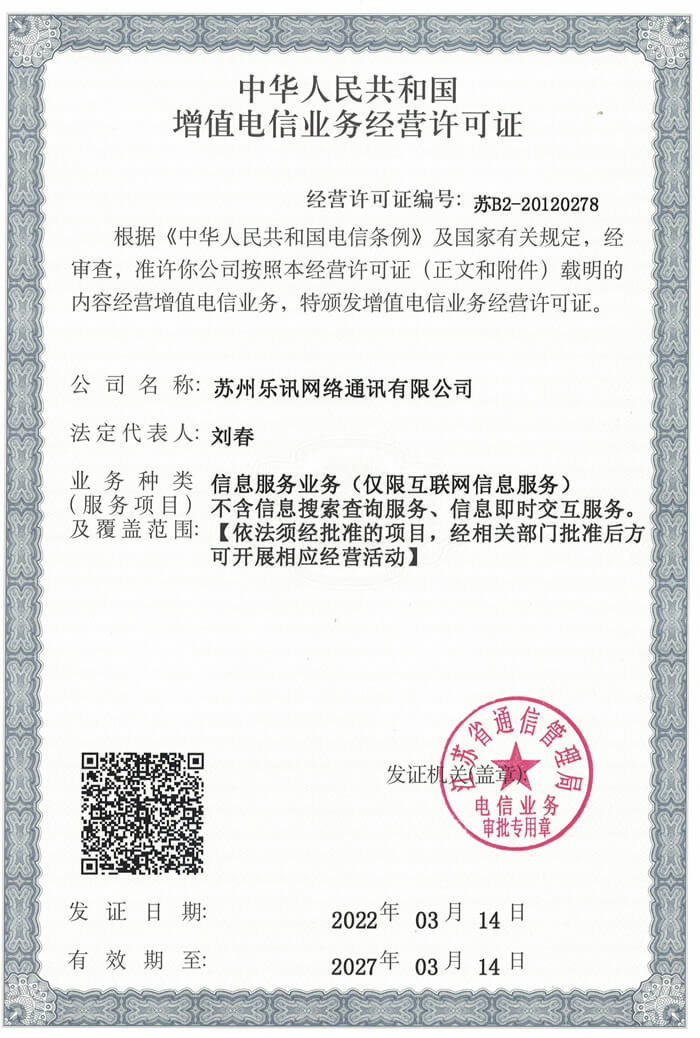 中华人民共和国
增值电信业务经营许可证
经营许可证编号: 苏B2-20120278
根据《中华人民共和国电信条例》及国家有关规定，经
审查，准许你公司按照本经营许可证（正文和附件）载明的
内容经营增值电信业务，特颁发增值电信业务经营许可证。
公司名称: 苏州乐讯网络通讯有限公司
法定代表人: 刘春
业务种类 信息服务业务（仅限互联网信息服务）
(服务项目) 不含信息搜索查询服务、信息即时交互服务。
及覆盖范围: 【依法须经批准的项目，经相关部门批准后方
可开展相应经营活动】
江苏省通信管理局
发证机关(盖章):
电信业务
审批专用章
发证日期: 2022年 03月 14日
有效期至: 2027年 03月 14日